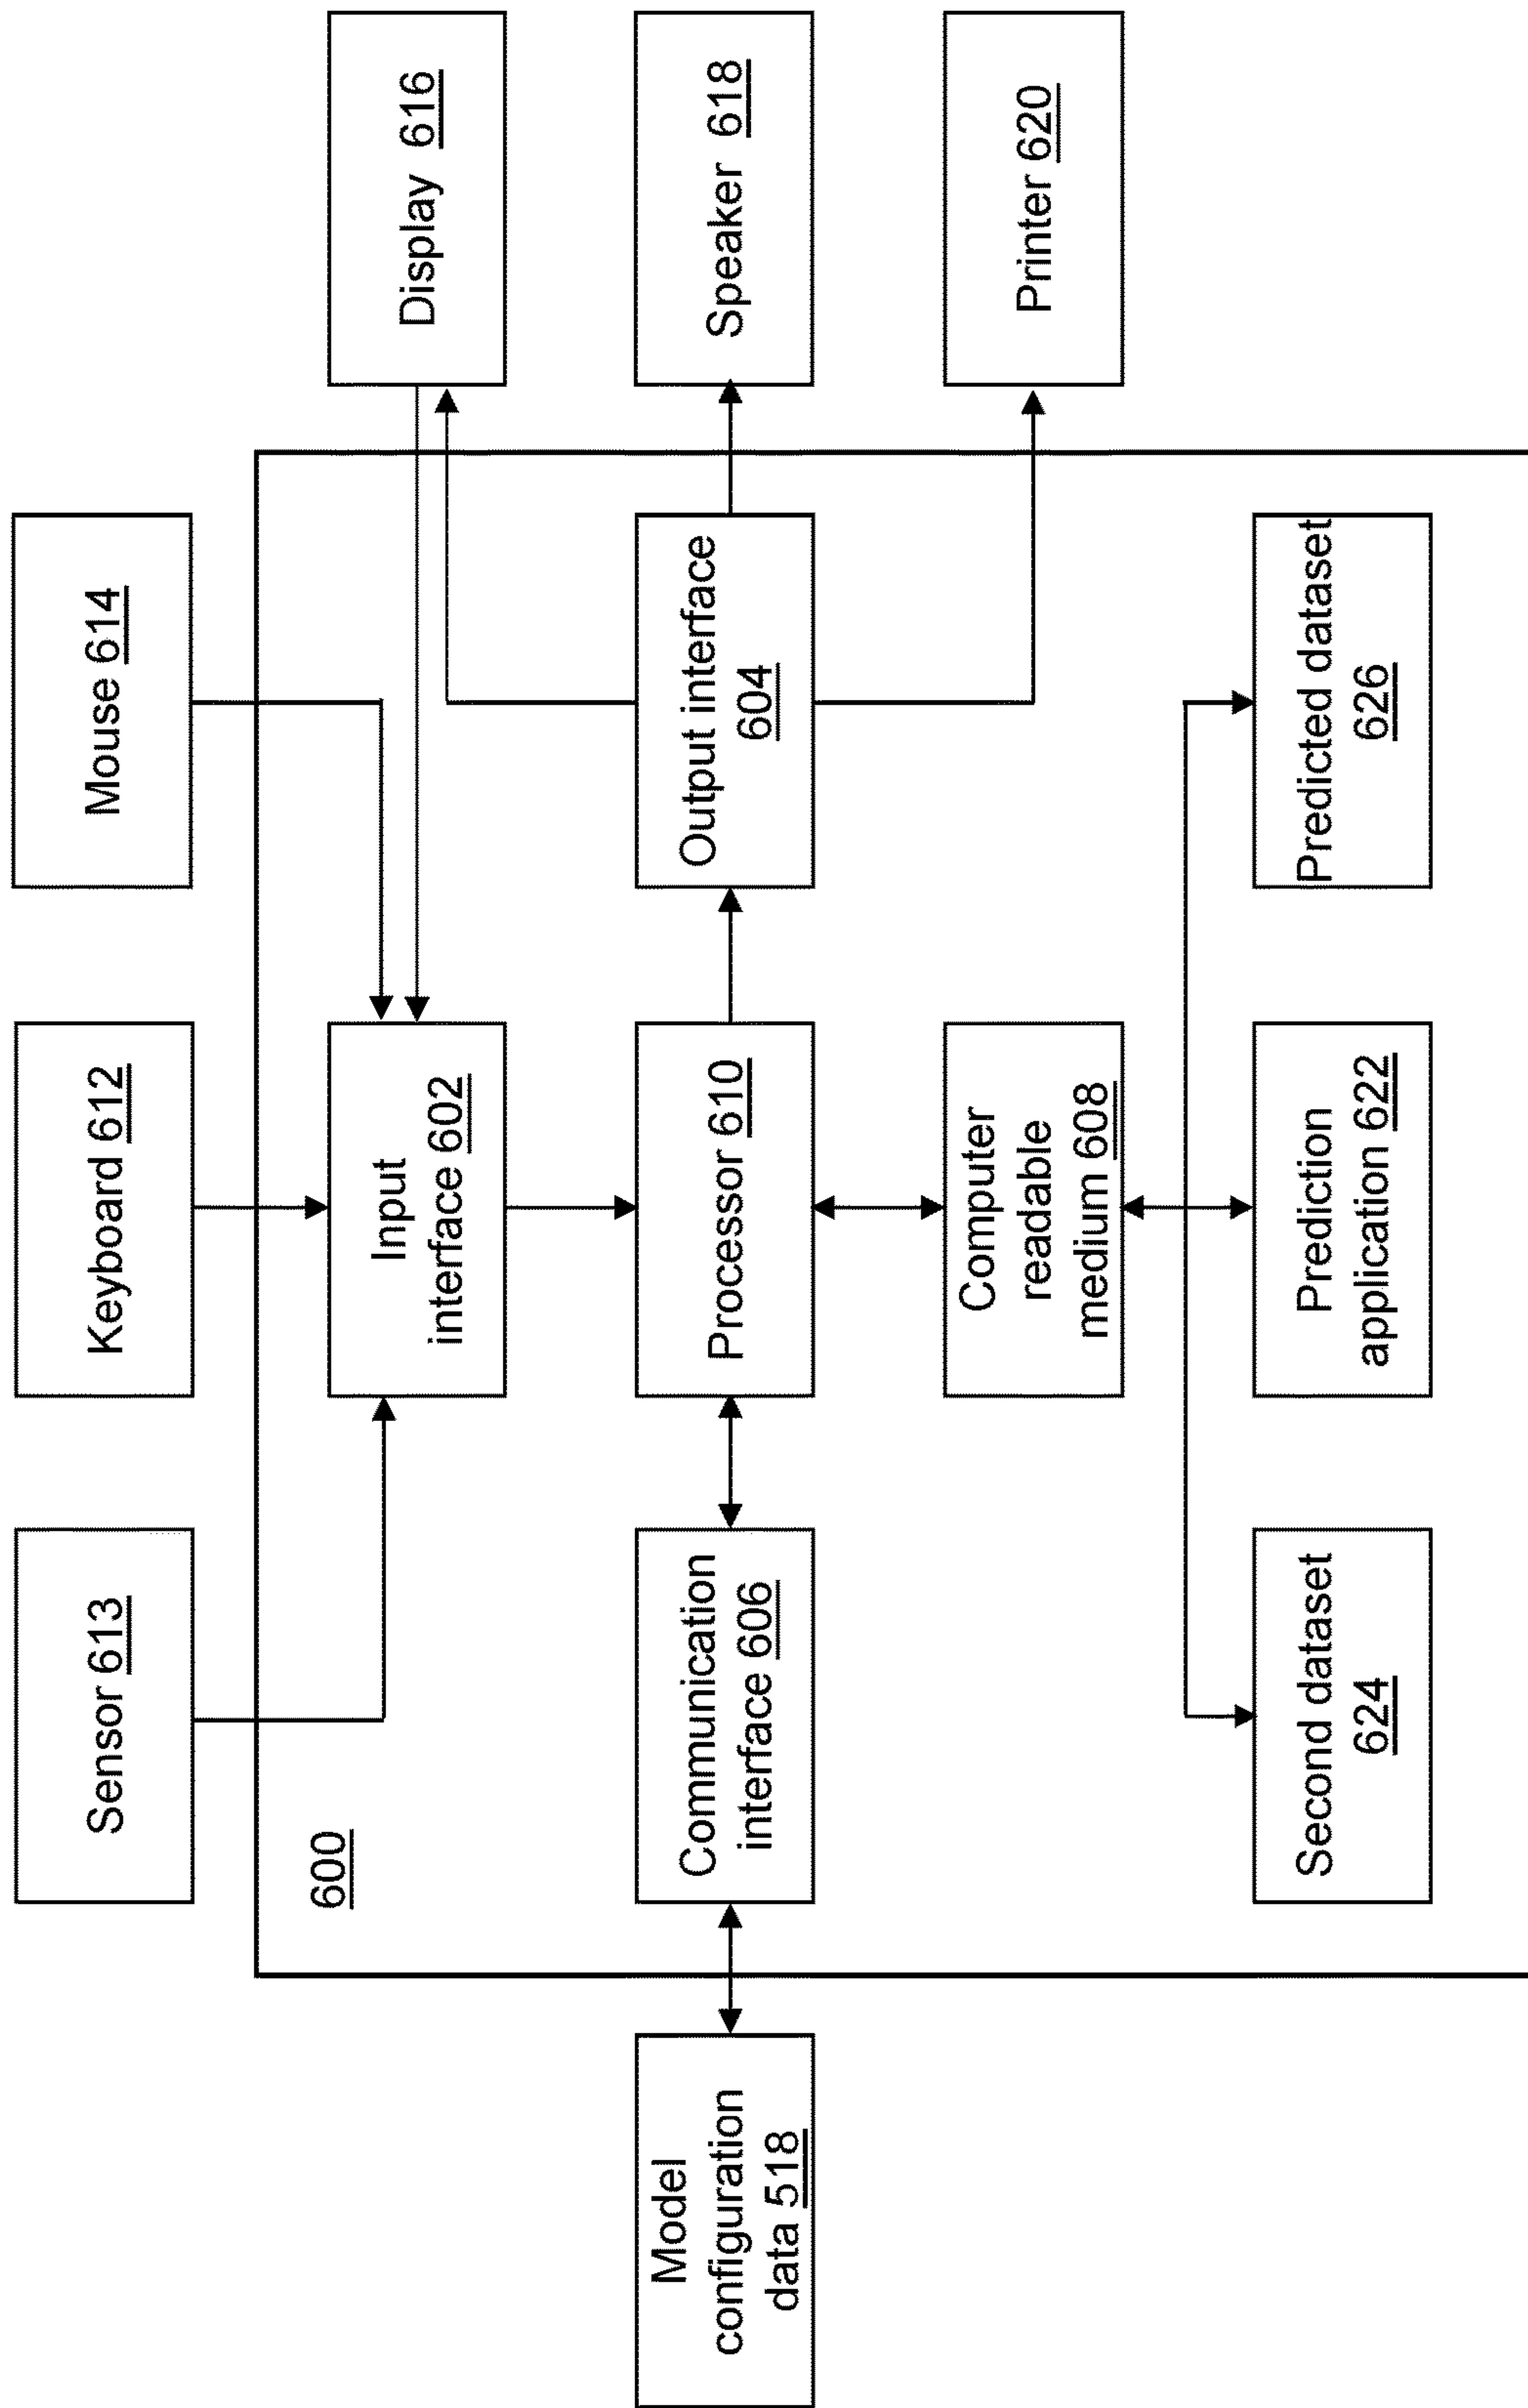 Sensor 613
Keyboard 612
Mouse 614
600
Input
interface 602
Display 616
Model
configuration
data 518
Communication
interface 606
Processor 610
Output interface
604
Speaker 618
Computer
readable
medium 608
Printer 620
Second dataset
624
Prediction
application 622
Predicted dataset
626